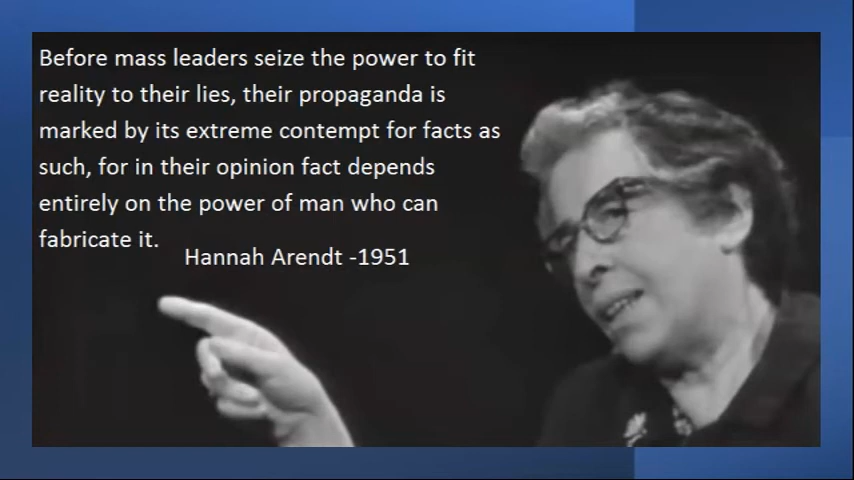 Before mass leaders seize the power to fit
reality to their lies, their propaganda is
marked by its extreme contempt for facts as
such, for in their opinion fact depends
entirely on the power of man who can
fabricate it.
Hannah Arendt -1951